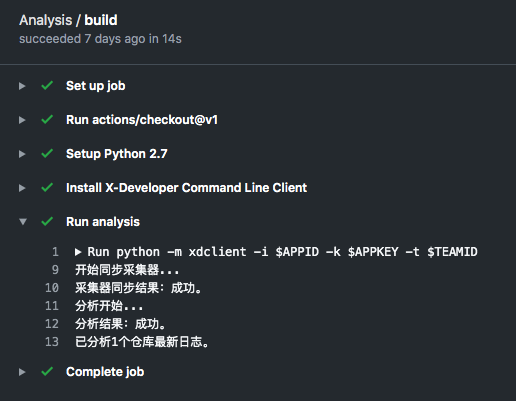 Analysis / build
succeeded 7 days ago in 14s
Set up job
Run actions/checkout@v1
Setup Python 2.7
Install X-Developer Command Line Client
Run analysis
1 Run python -m xdclient -i $APPID -k $APPKEY -t $TEAMID
9 开始同步采集器...
10 采集器同步结果：成功。
11 分析开始...
12 分析结果：成功。
13 已分析1个仓库最新日志。
Complete job